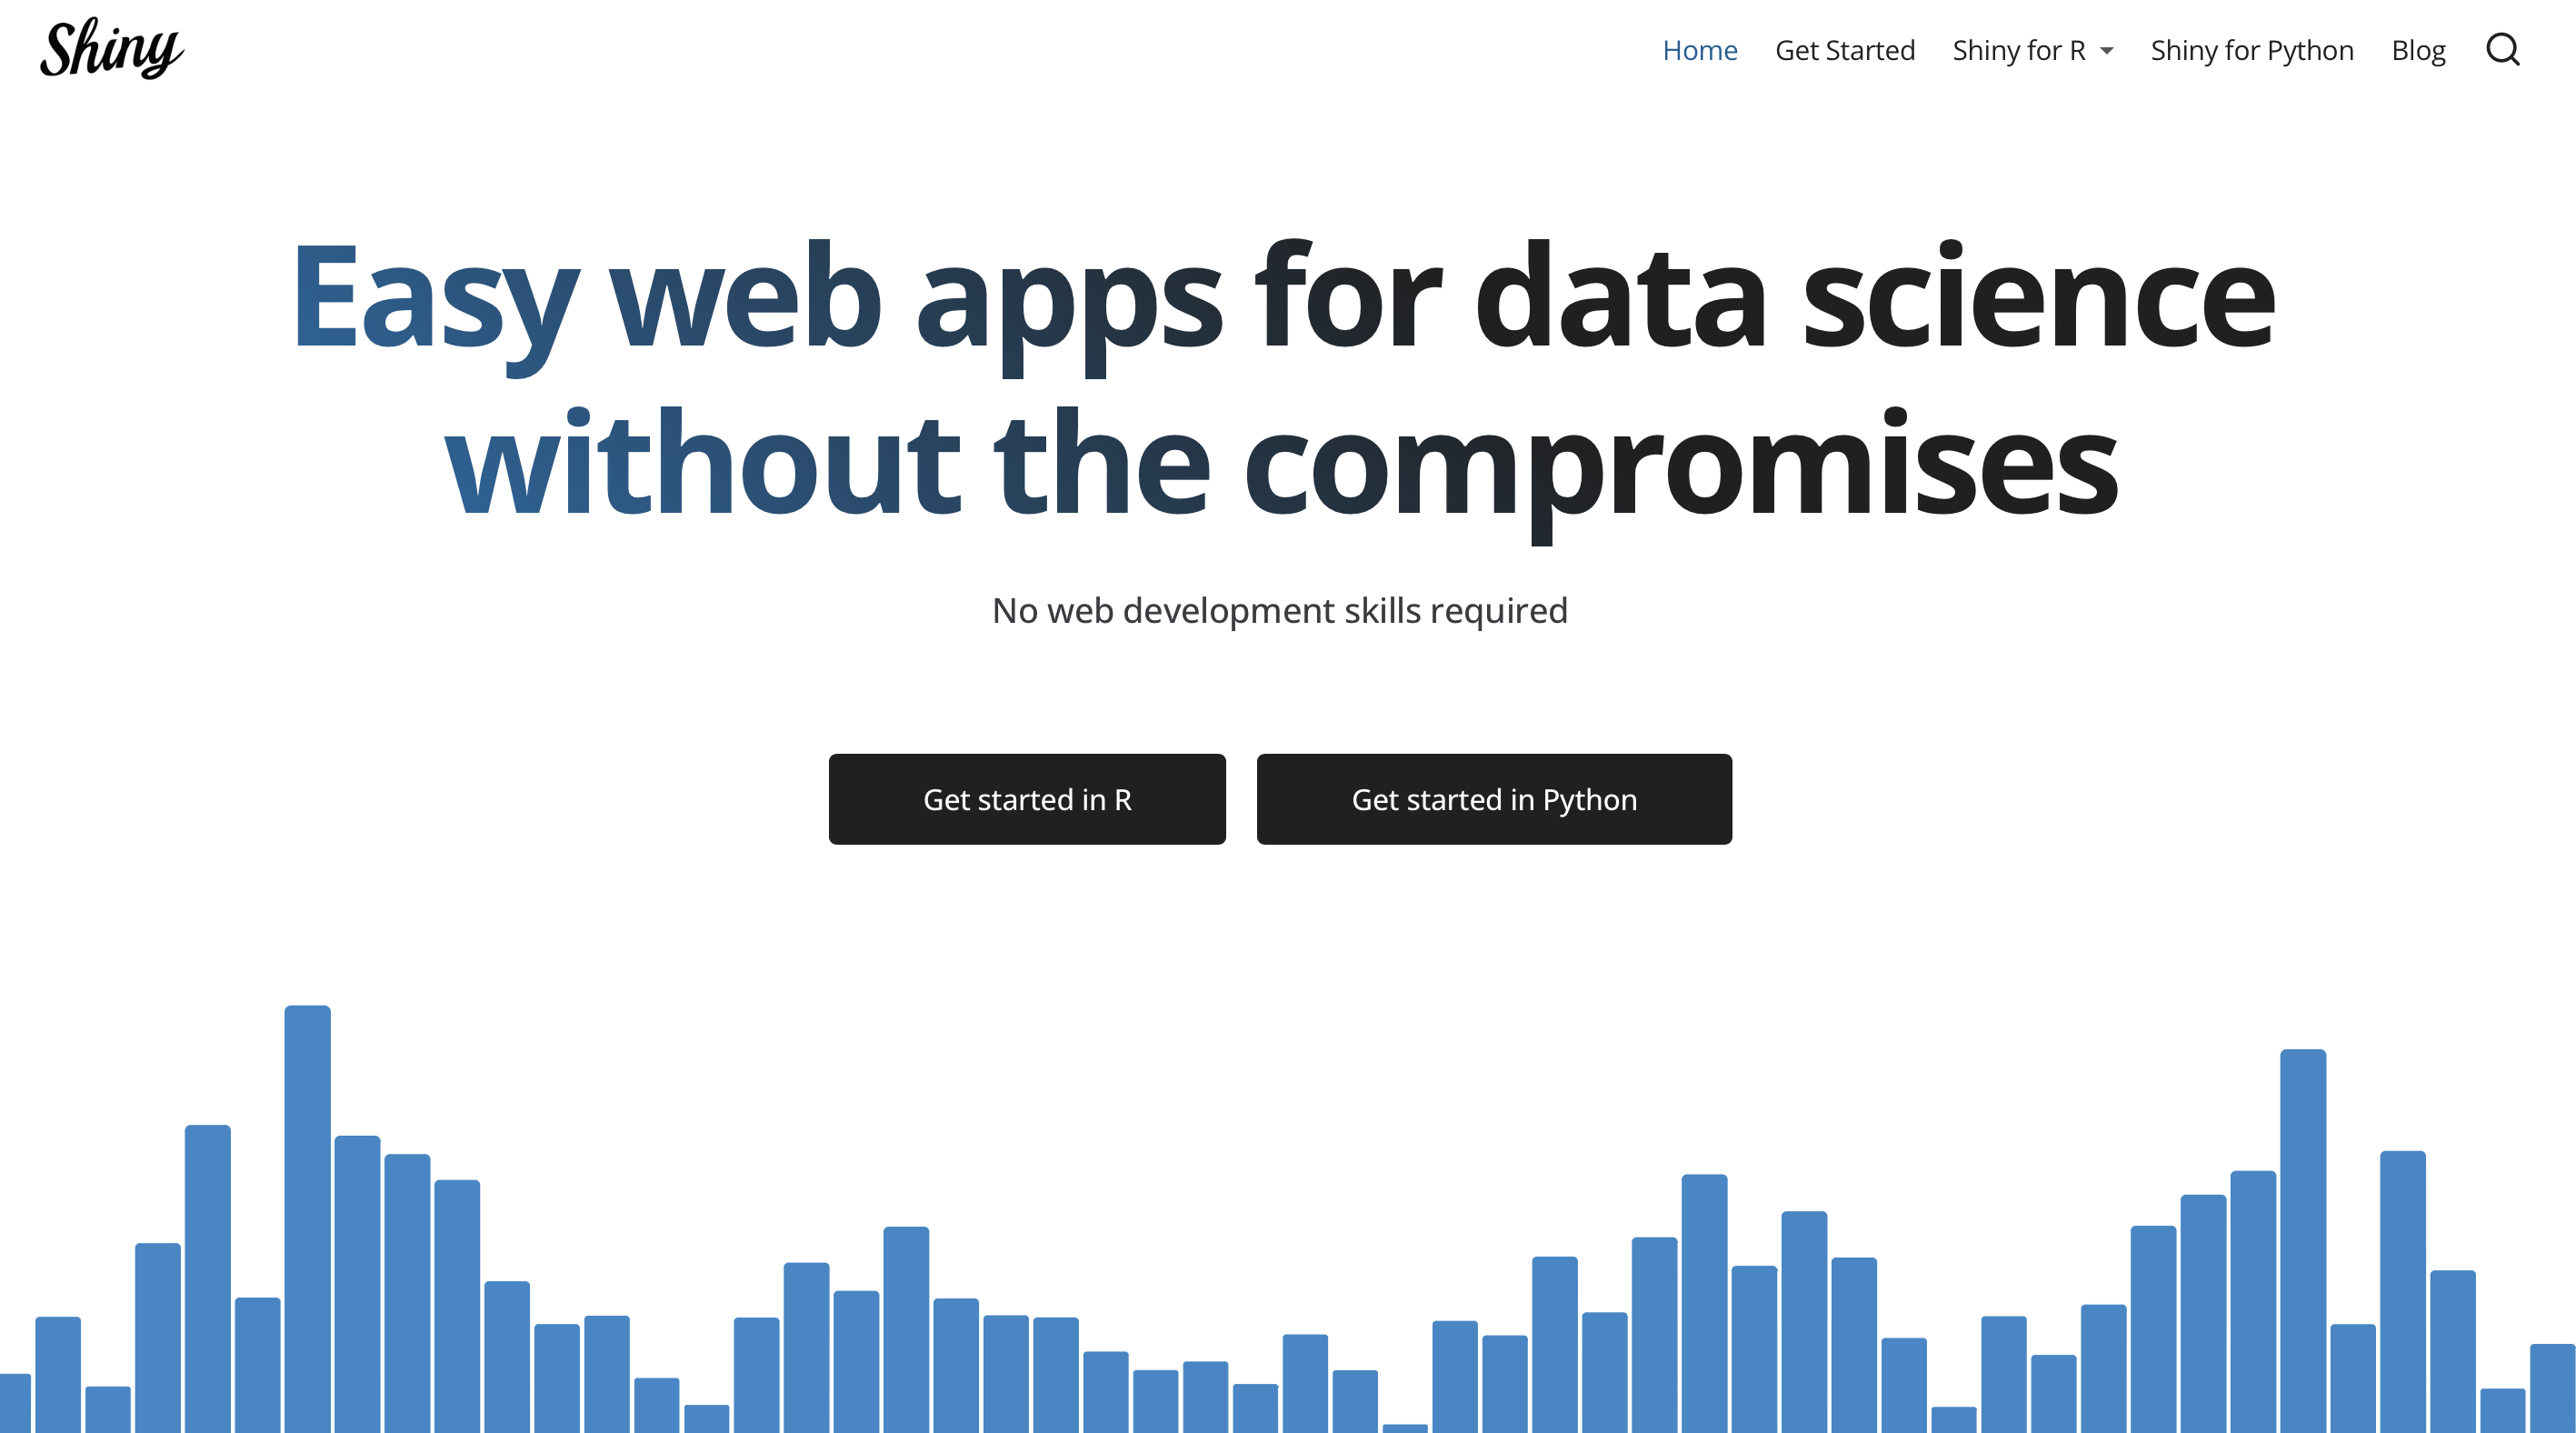 Shiny
Home Get Started Shiny for R Shiny for Python Blog
Easy web apps for data science
without the compromises
No web development skills required
Get started in R Get started in Python